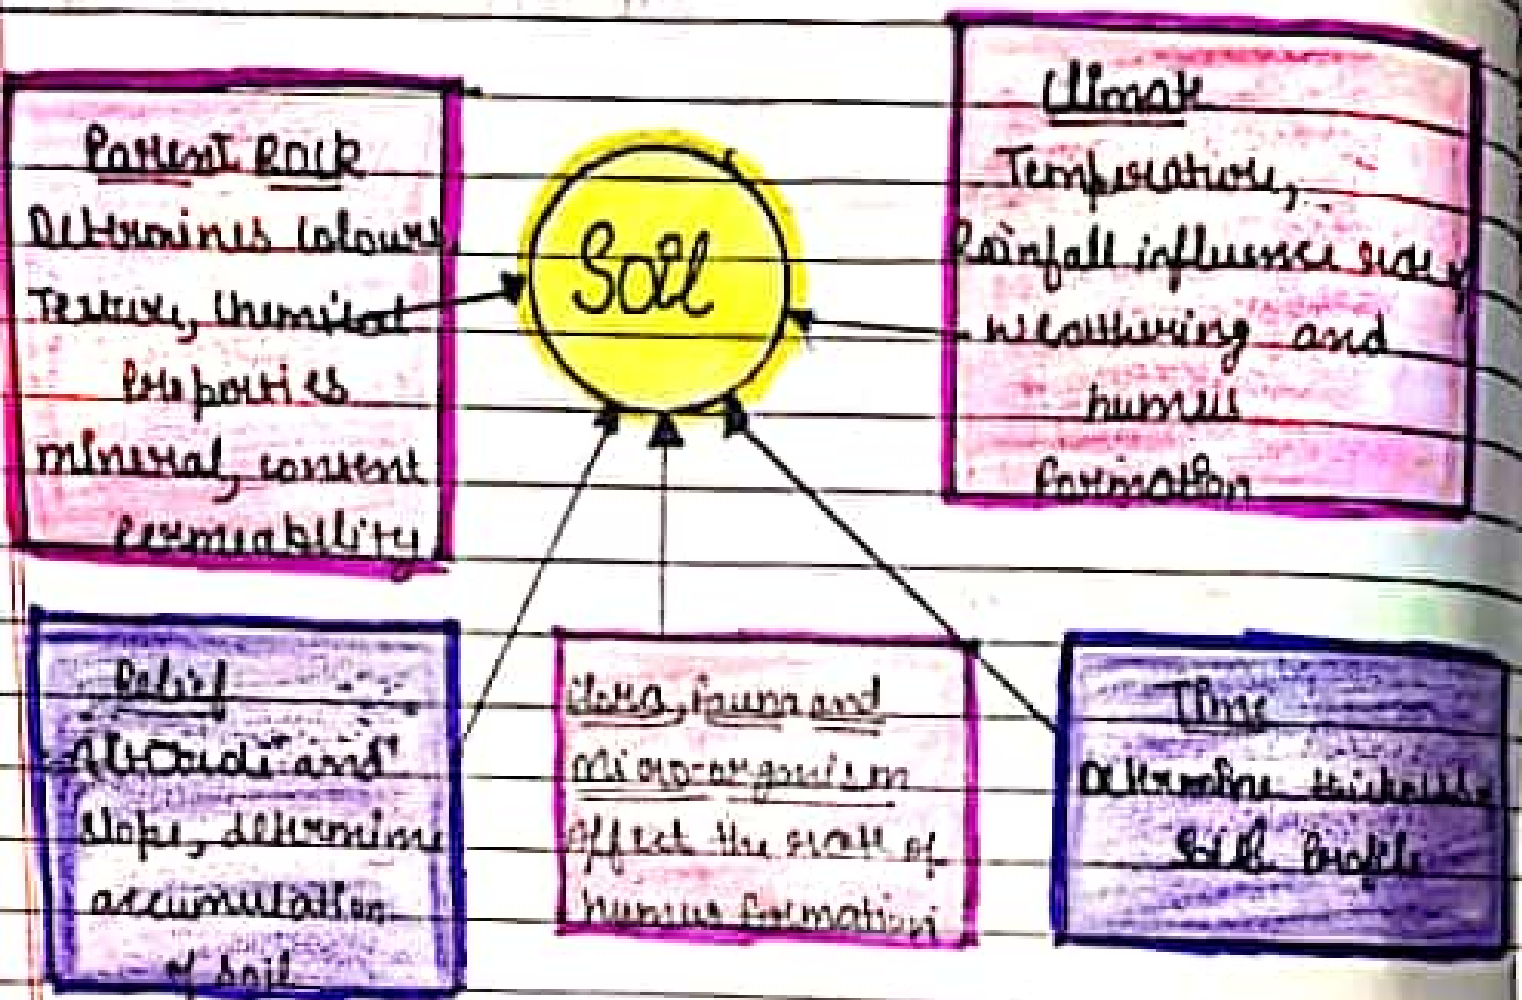 Parent Rock
Determines colour,
Texture, chemical
Properties
mineral, content
permeability
Soil
Climate
Temperature,
Rainfall influence rate of
weathering and
humus
formation
Relief
Altitude and
slope, determine
accumulation
of soil
Flora, Fauna and
Micro-organism
Affect the rate of
humus formation
Time
Determine thickness
Soil Profile